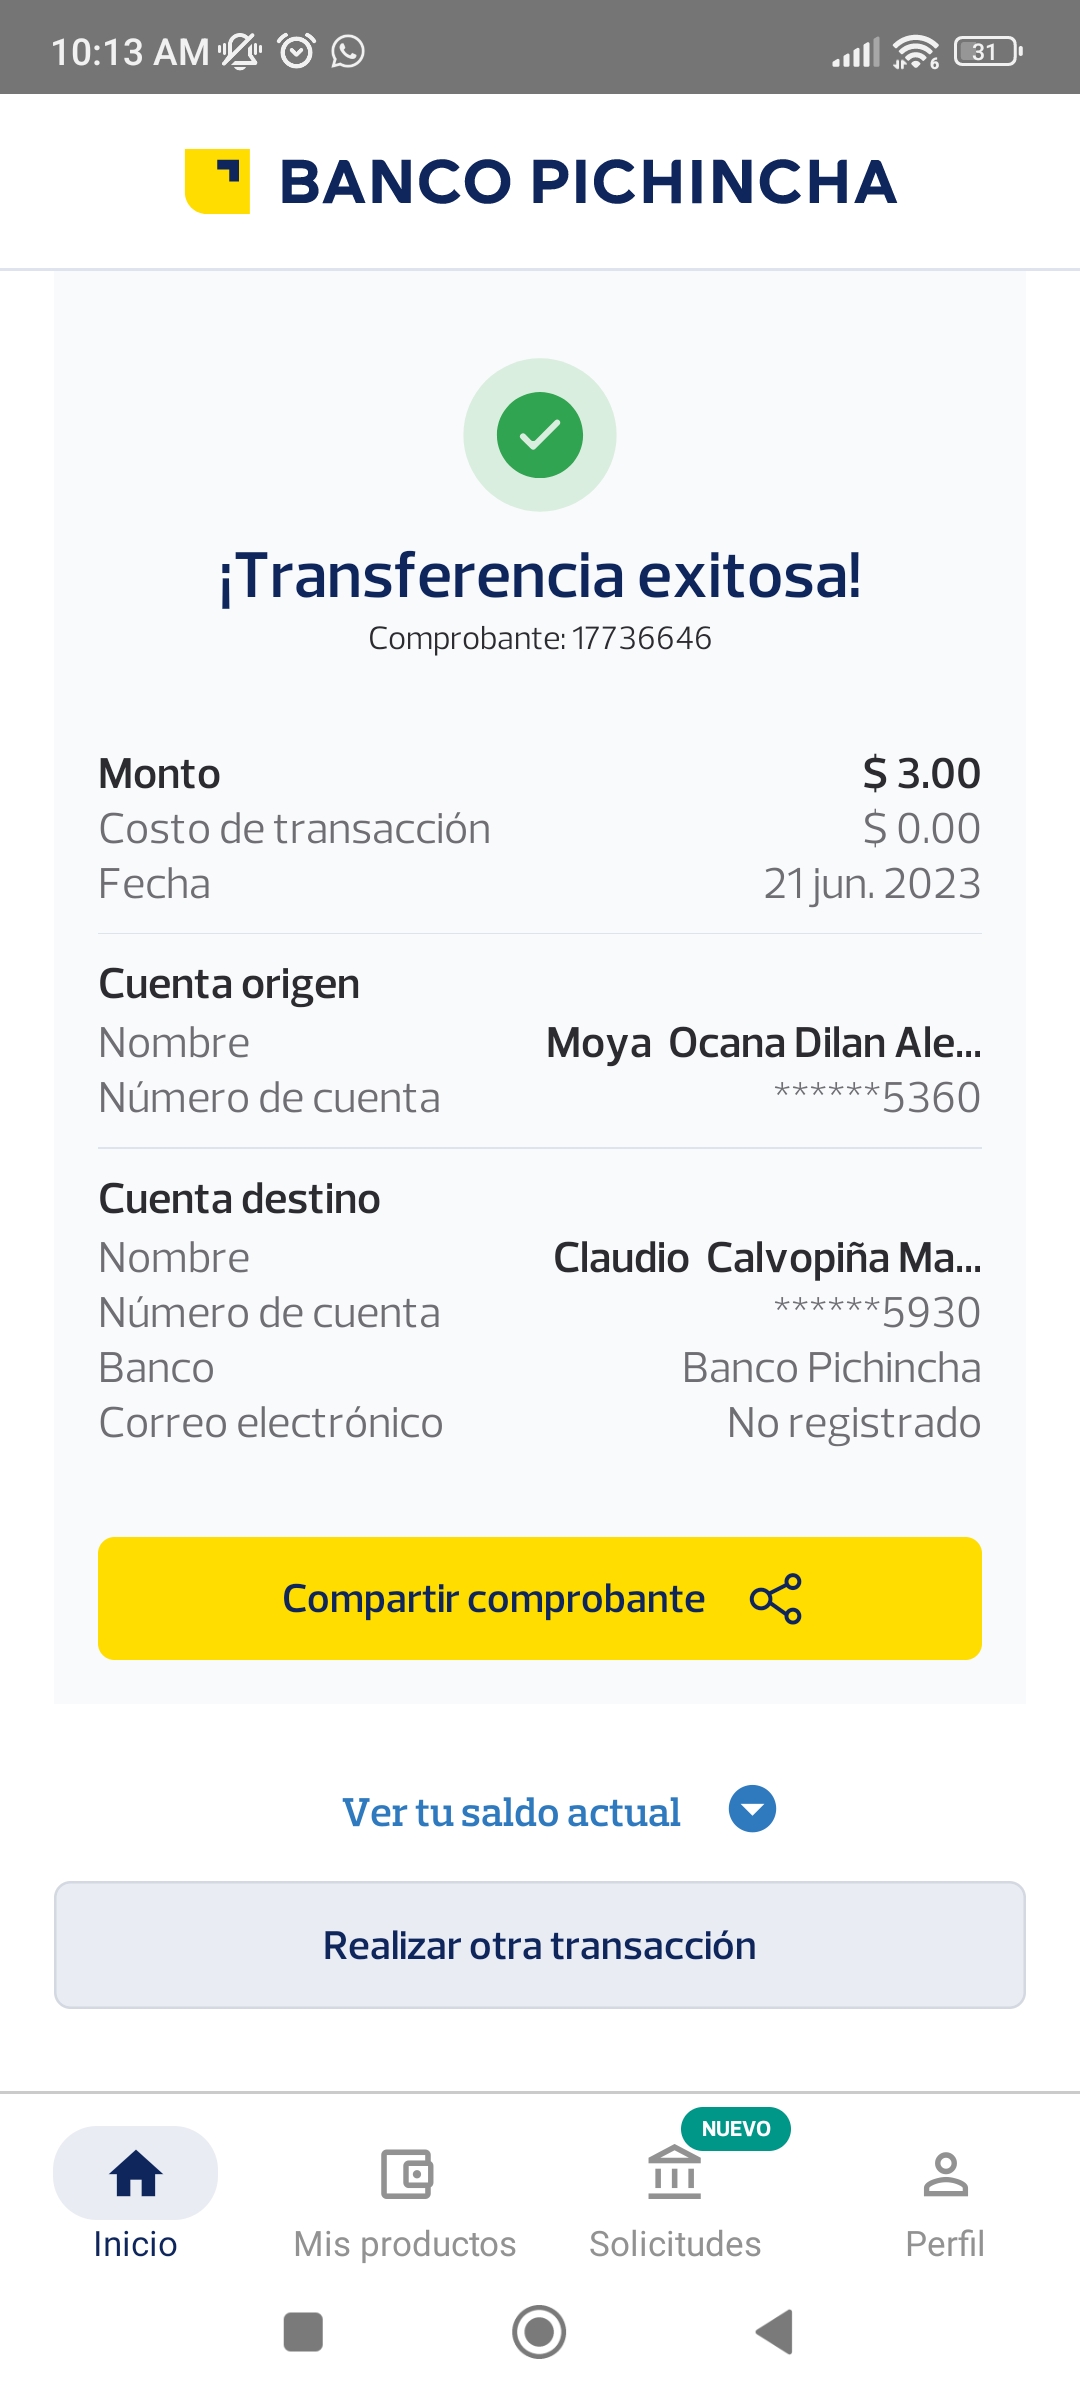 10:13 AM 31
BANCO PICHINCHA
¡Transferencia exitosa!
Comprobante: 17736646
Monto $ 3.00
Costo de transacción $ 0.00
Fecha 21 jun. 2023
Cuenta origen
Nombre Moya Ocana Dilan Ale...
Número de cuenta ******5360
Cuenta destino
Nombre Claudio Calvopiña Ma...
Número de cuenta ******5930
Banco Banco Pichincha
Correo electrónico No registrado
Compartir comprobante
Ver tu saldo actual
Realizar otra transacción
NUEVO
Inicio Mis productos Solicitudes Perfil